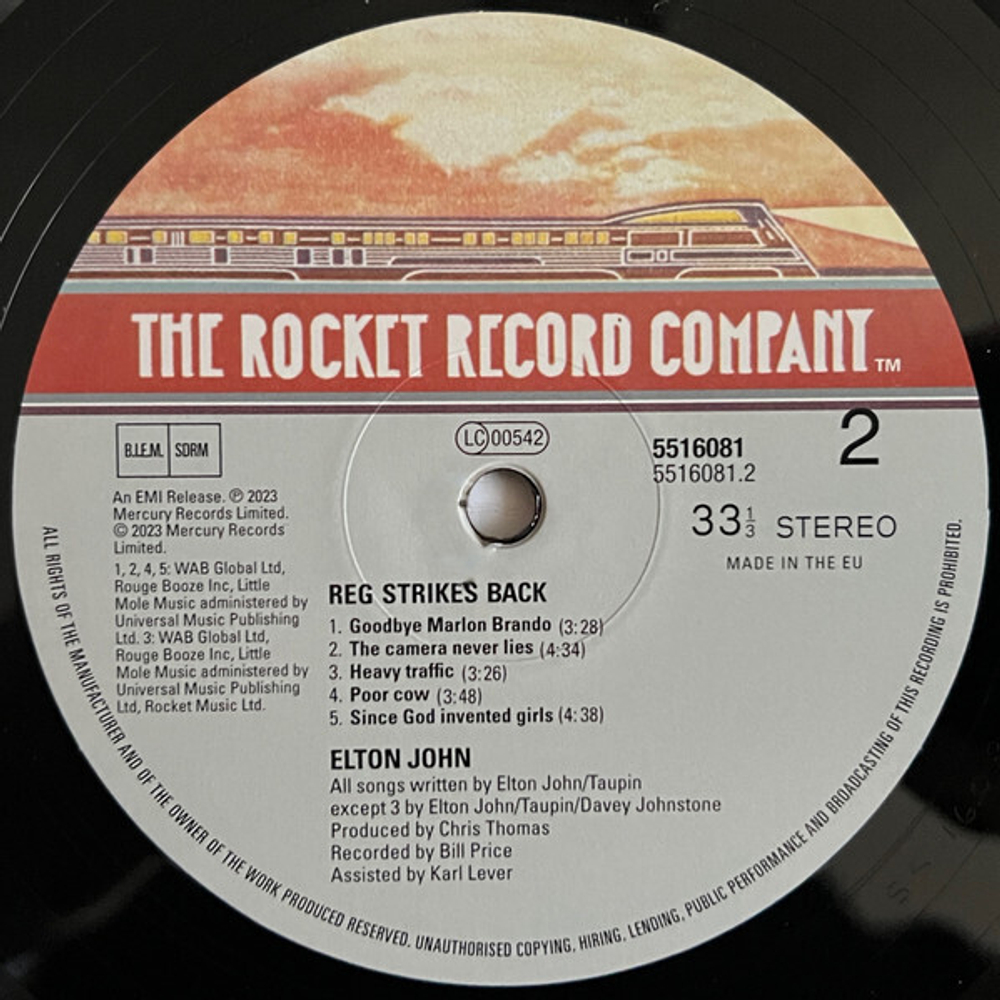 THE ROCKET RECORD COMPANY™
B.I.E.M. SDRM
LC 00542
5516081
5516081.2
2
33⅓ STEREO
MADE IN THE EU
An EMI Release. ℗ 2023
Mercury Records Limited.
© 2023 Mercury Records
Limited.
1, 2, 4, 5: WAB Global Ltd,
Rouge Booze Inc, Little
Mole Music administered by
Universal Music Publishing
Ltd. 3: WAB Global Ltd,
Rouge Booze Inc, Little
Mole Music administered by
Universal Music Publishing
Ltd, Rocket Music Ltd.
REG STRIKES BACK
1. Goodbye Marlon Brando (3:28)
2. The camera never lies (4:34)
3. Heavy traffic (3:26)
4. Poor cow (3:48)
5. Since God invented girls (4:38)
ELTON JOHN
All songs written by Elton John/Taupin
except 3 by Elton John/Taupin/Davey Johnstone
Produced by Chris Thomas
Recorded by Bill Price
Assisted by Karl Lever
ALL RIGHTS OF THE MANUFACTURER AND OF THE OWNER OF THE WORK PRODUCED RESERVED. UNAUTHORISED COPYING, HIRING, LENDING, PUBLIC PERFORMANCE AND BROADCASTING OF THIS RECORDING IS PROHIBITED.